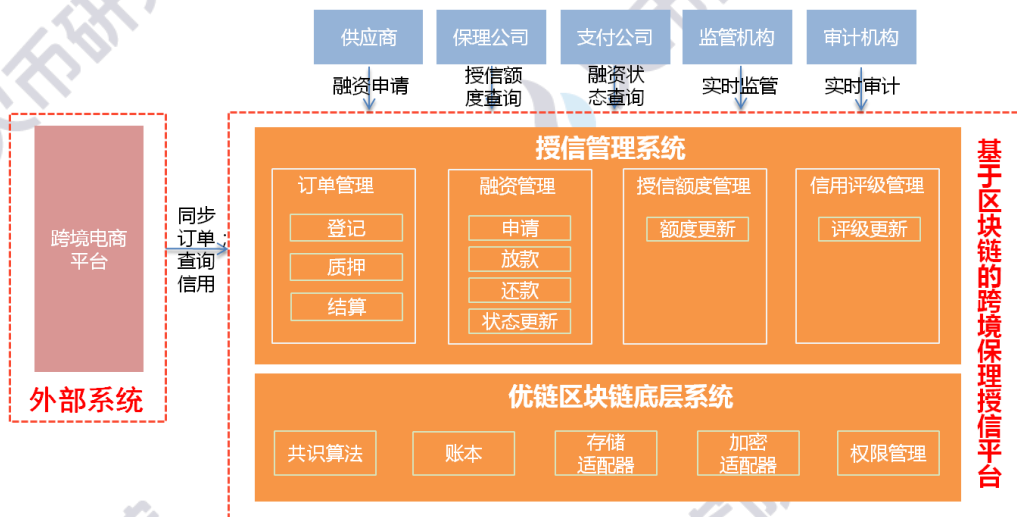 供应商
保理公司
支付公司
监管机构
审计机构
融资申请
授信额
度查询
融资状
态查询
实时监管
实时审计
跨境电商
平台
外部系统
同步
订单;
查询
信用
授信管理系统
订单管理
登记
质押
结算
融资管理
申请
放款
还款
状态更新
授信额度管理
额度更新
信用评级管理
评级更新
优链区块链底层系统
共识算法
账本
存储
适配器
加密
适配器
权限管理
基于区块链的跨境保理授信平台